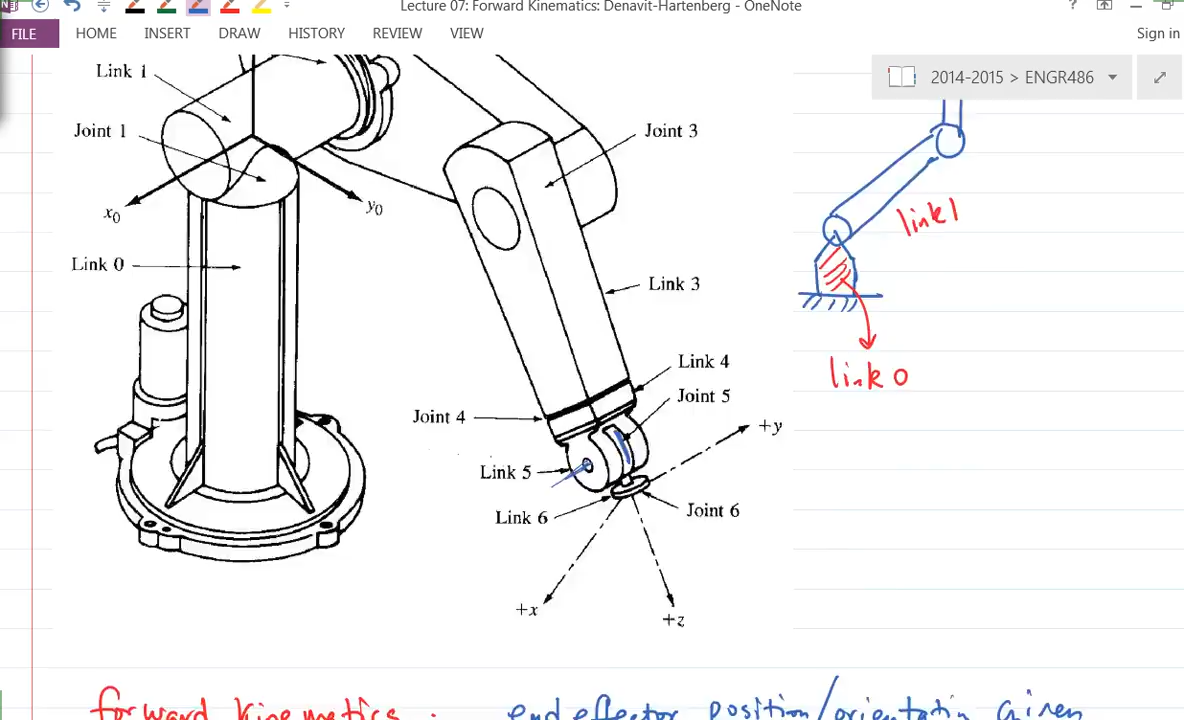 Lecture 07: Forward Kinematics: Denavit-Hartenberg - OneNote
?
FILE HOME INSERT DRAW HISTORY REVIEW VIEW
Sign in
2014-2015 > ENGR486
Link 1
Joint 1
x0
y0
Link 0
Joint 3
Link 3
Link 4
Joint 5
Joint 4
Link 5
Link 6
Joint 6
+y
+x
+z
link 1
link 0
forward kinematics : end effector position/orientation given